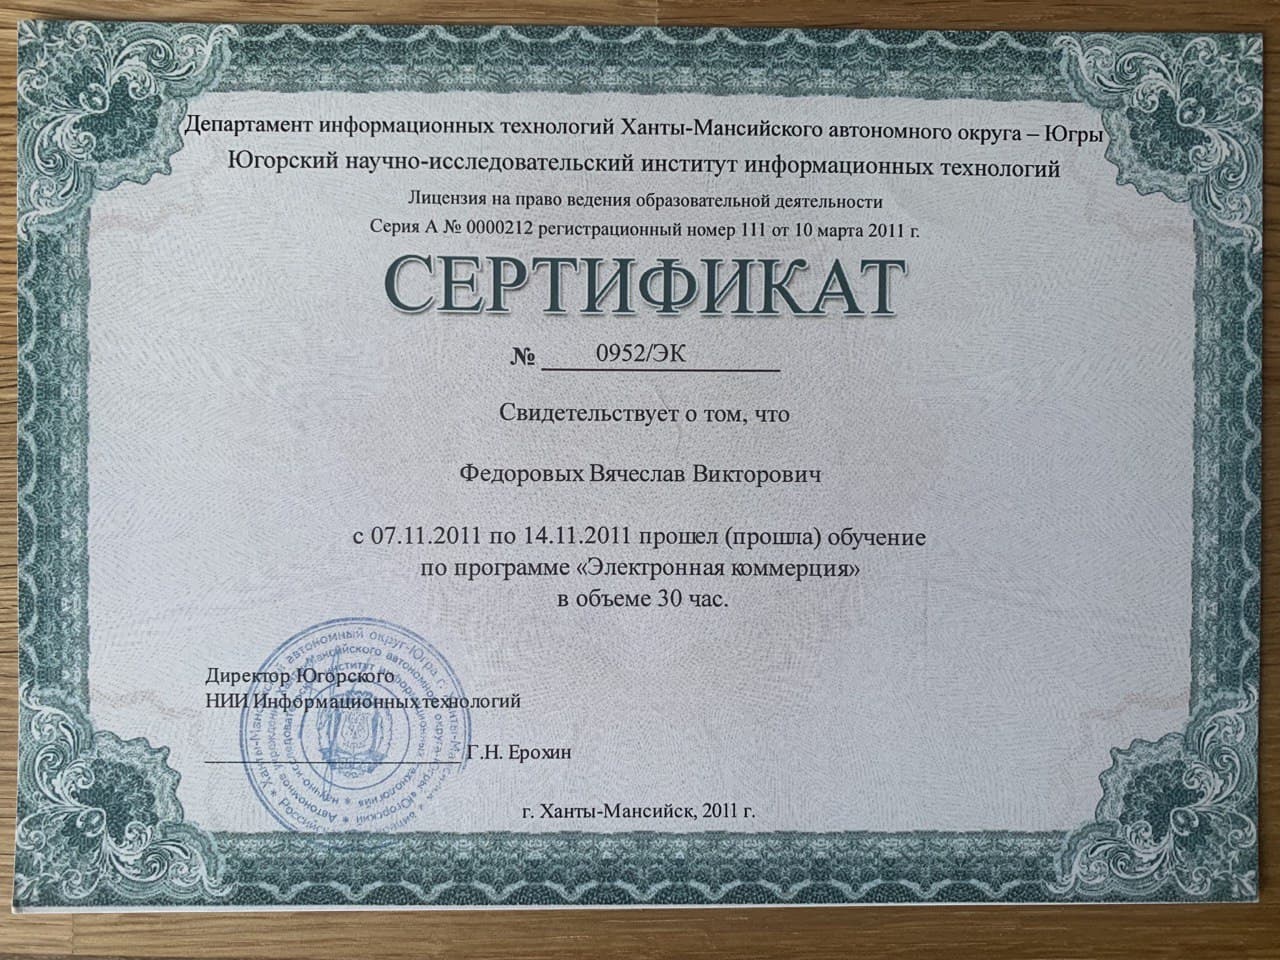 Департамент информационных технологий Ханты-Мансийского автономного округа – Югры
Югорский научно-исследовательский институт информационных технологий
Лицензия на право ведения образовательной деятельности
Серия А № 0000212 регистрационный номер 111 от 10 марта 2011 г.
СЕРТИФИКАТ
№ 0952/ЭК
Свидетельствует о том, что
Федоровых Вячеслав Викторович
с 07.11.2011 по 14.11.2011 прошел (прошла) обучение
по программе «Электронная коммерция»
в объеме 30 час.
Директор Югорского
НИИ Информационных технологий
Г.Н. Ерохин
г. Ханты-Мансийск, 2011 г.